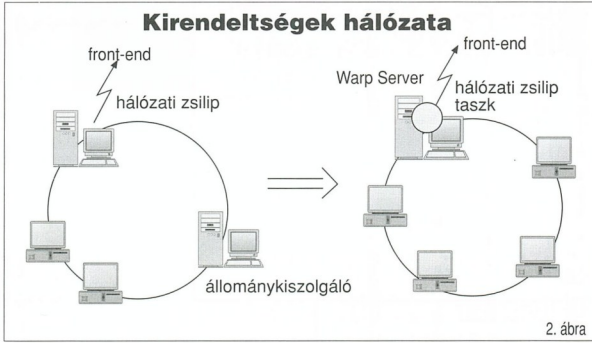 Kirendeltségek hálózata
front-end
hálózati zsilip
állománykiszolgáló
front-end
Warp Server
hálózati zsilip
taszk
2. ábra